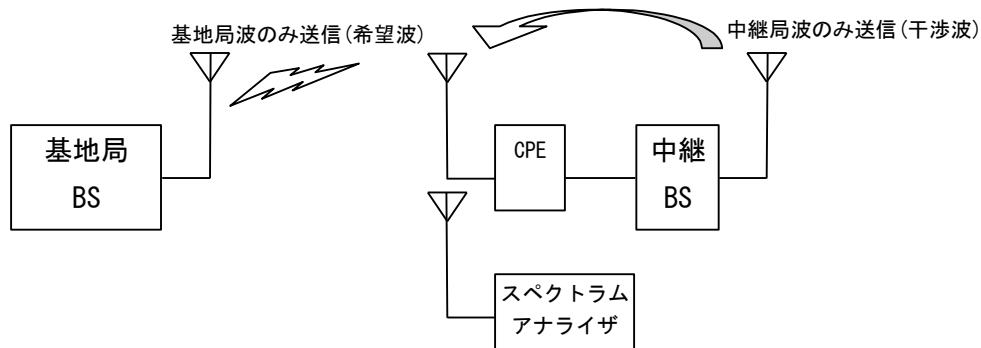 基地局波のみ送信(希望波)
中継局波のみ送信(干渉波)
基地局
BS
CPE
中継
BS
スペクトラム
アナライザ